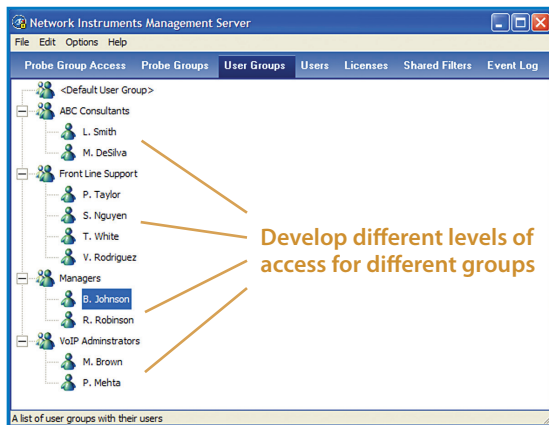 Network Instruments Management Server
File Edit Options Help
Probe Group Access Probe Groups User Groups Users Licenses Shared Filters Event Log
<Default User Group>
ABC Consultants
L. Smith
M. DeSilva
Front Line Support
P. Taylor
S. Nguyen
T. White
V. Rodriguez
Managers
B. Johnson
R. Robinson
VoIP Adminstrators
M. Brown
P. Mehta
Develop different levels of
access for different groups
A list of user groups with their users